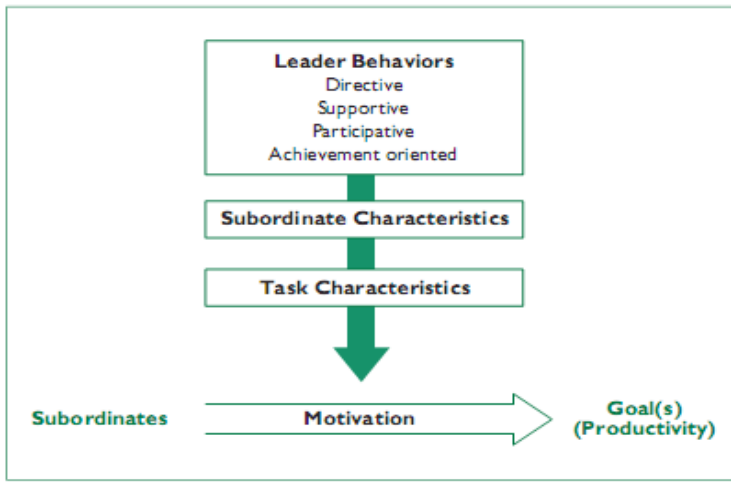 Leader Behaviors
Directive
Supportive
Participative
Achievement oriented
Subordinate Characteristics
Task Characteristics
Subordinates
Motivation
Goal(s)
(Productivity)